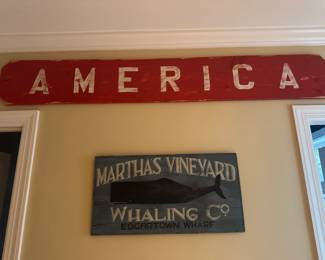 AMERICA
MARTHAS VINEYARD
WHALING Co
EDGARTOWN WHARF